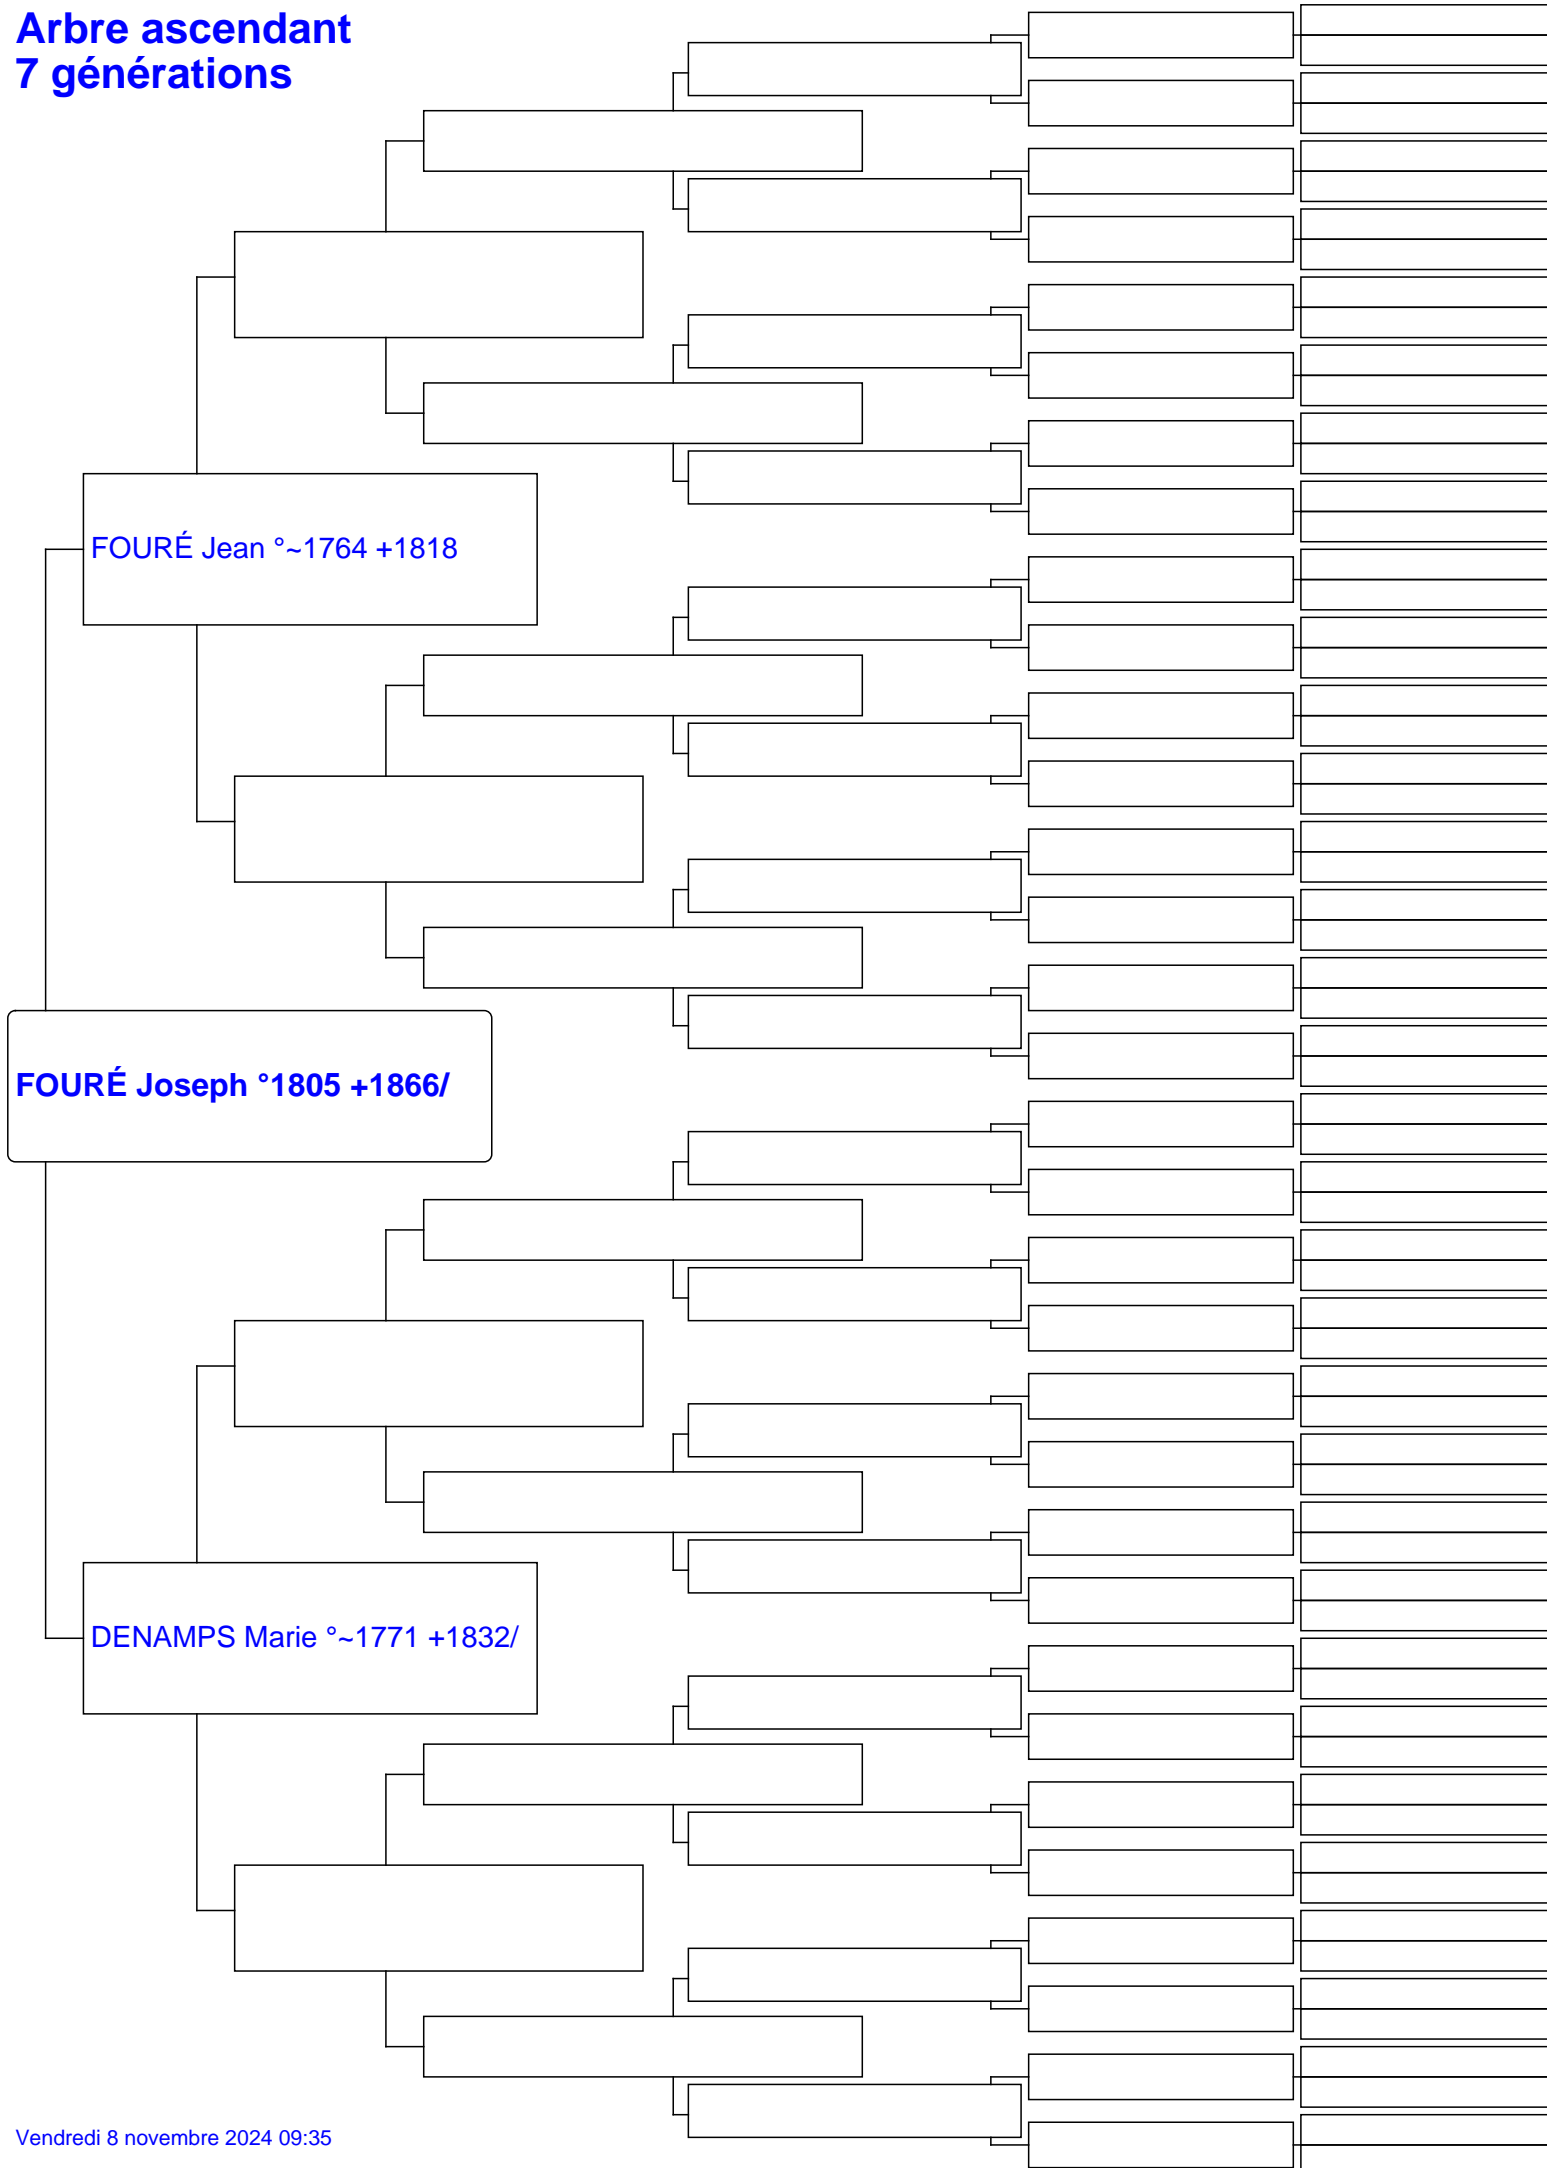 Arbre ascendant
7 générations
FOURÉ Jean °~1764 +1818
FOURÉ Joseph °1805 +1866/
DENAMPS Marie °~1771 +1832/
Vendredi 8 novembre 2024 09:35